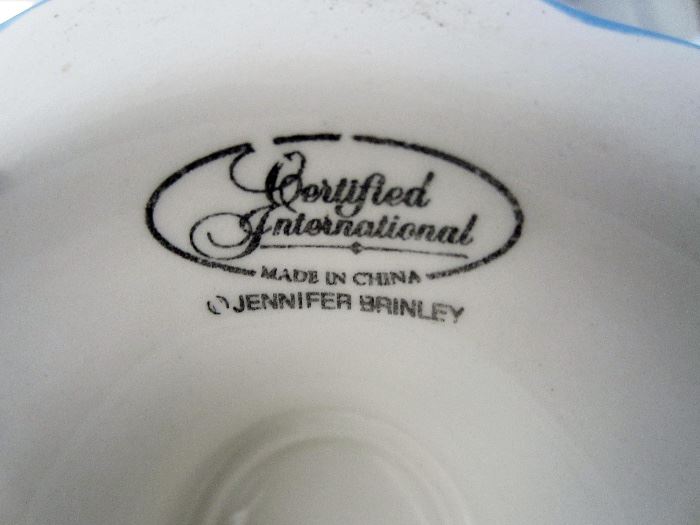 Certified
International
MADE IN CHINA
© JENNIFER BRINLEY